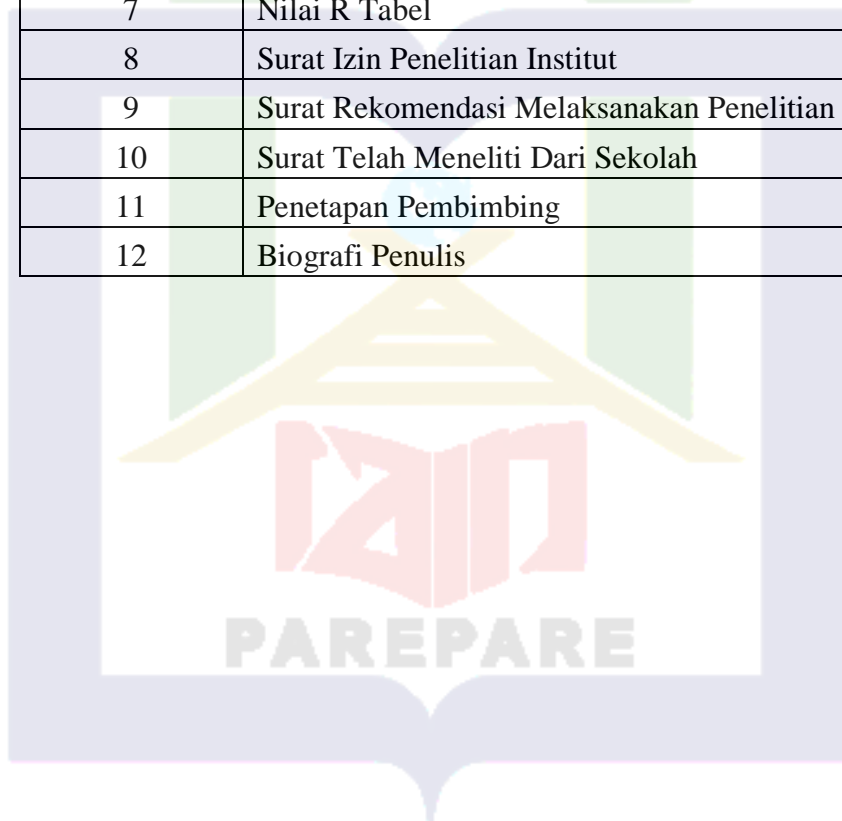 7 Nilai R Tabel
8 Surat Izin Penelitian Institut
9 Surat Rekomendasi Melaksanakan Penelitian
10 Surat Telah Meneliti Dari Sekolah
11 Penetapan Pembimbing
12 Biografi Penulis
iain
PAREPARE